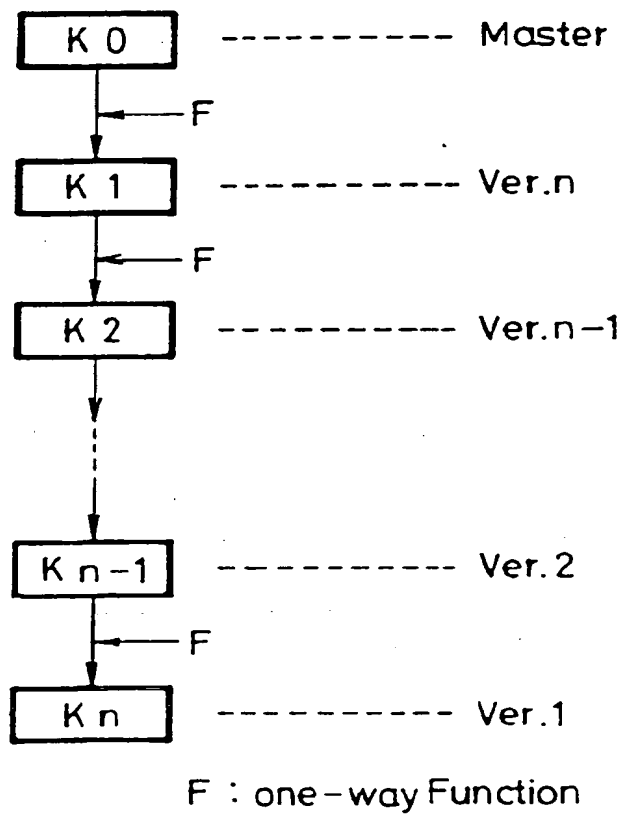 K 0 ---------- Master
F
K 1 ---------- Ver.n
F
K 2 ---------- Ver.n-1
K n-1 ---------- Ver.2
F
K n ---------- Ver.1
F : one-way Function